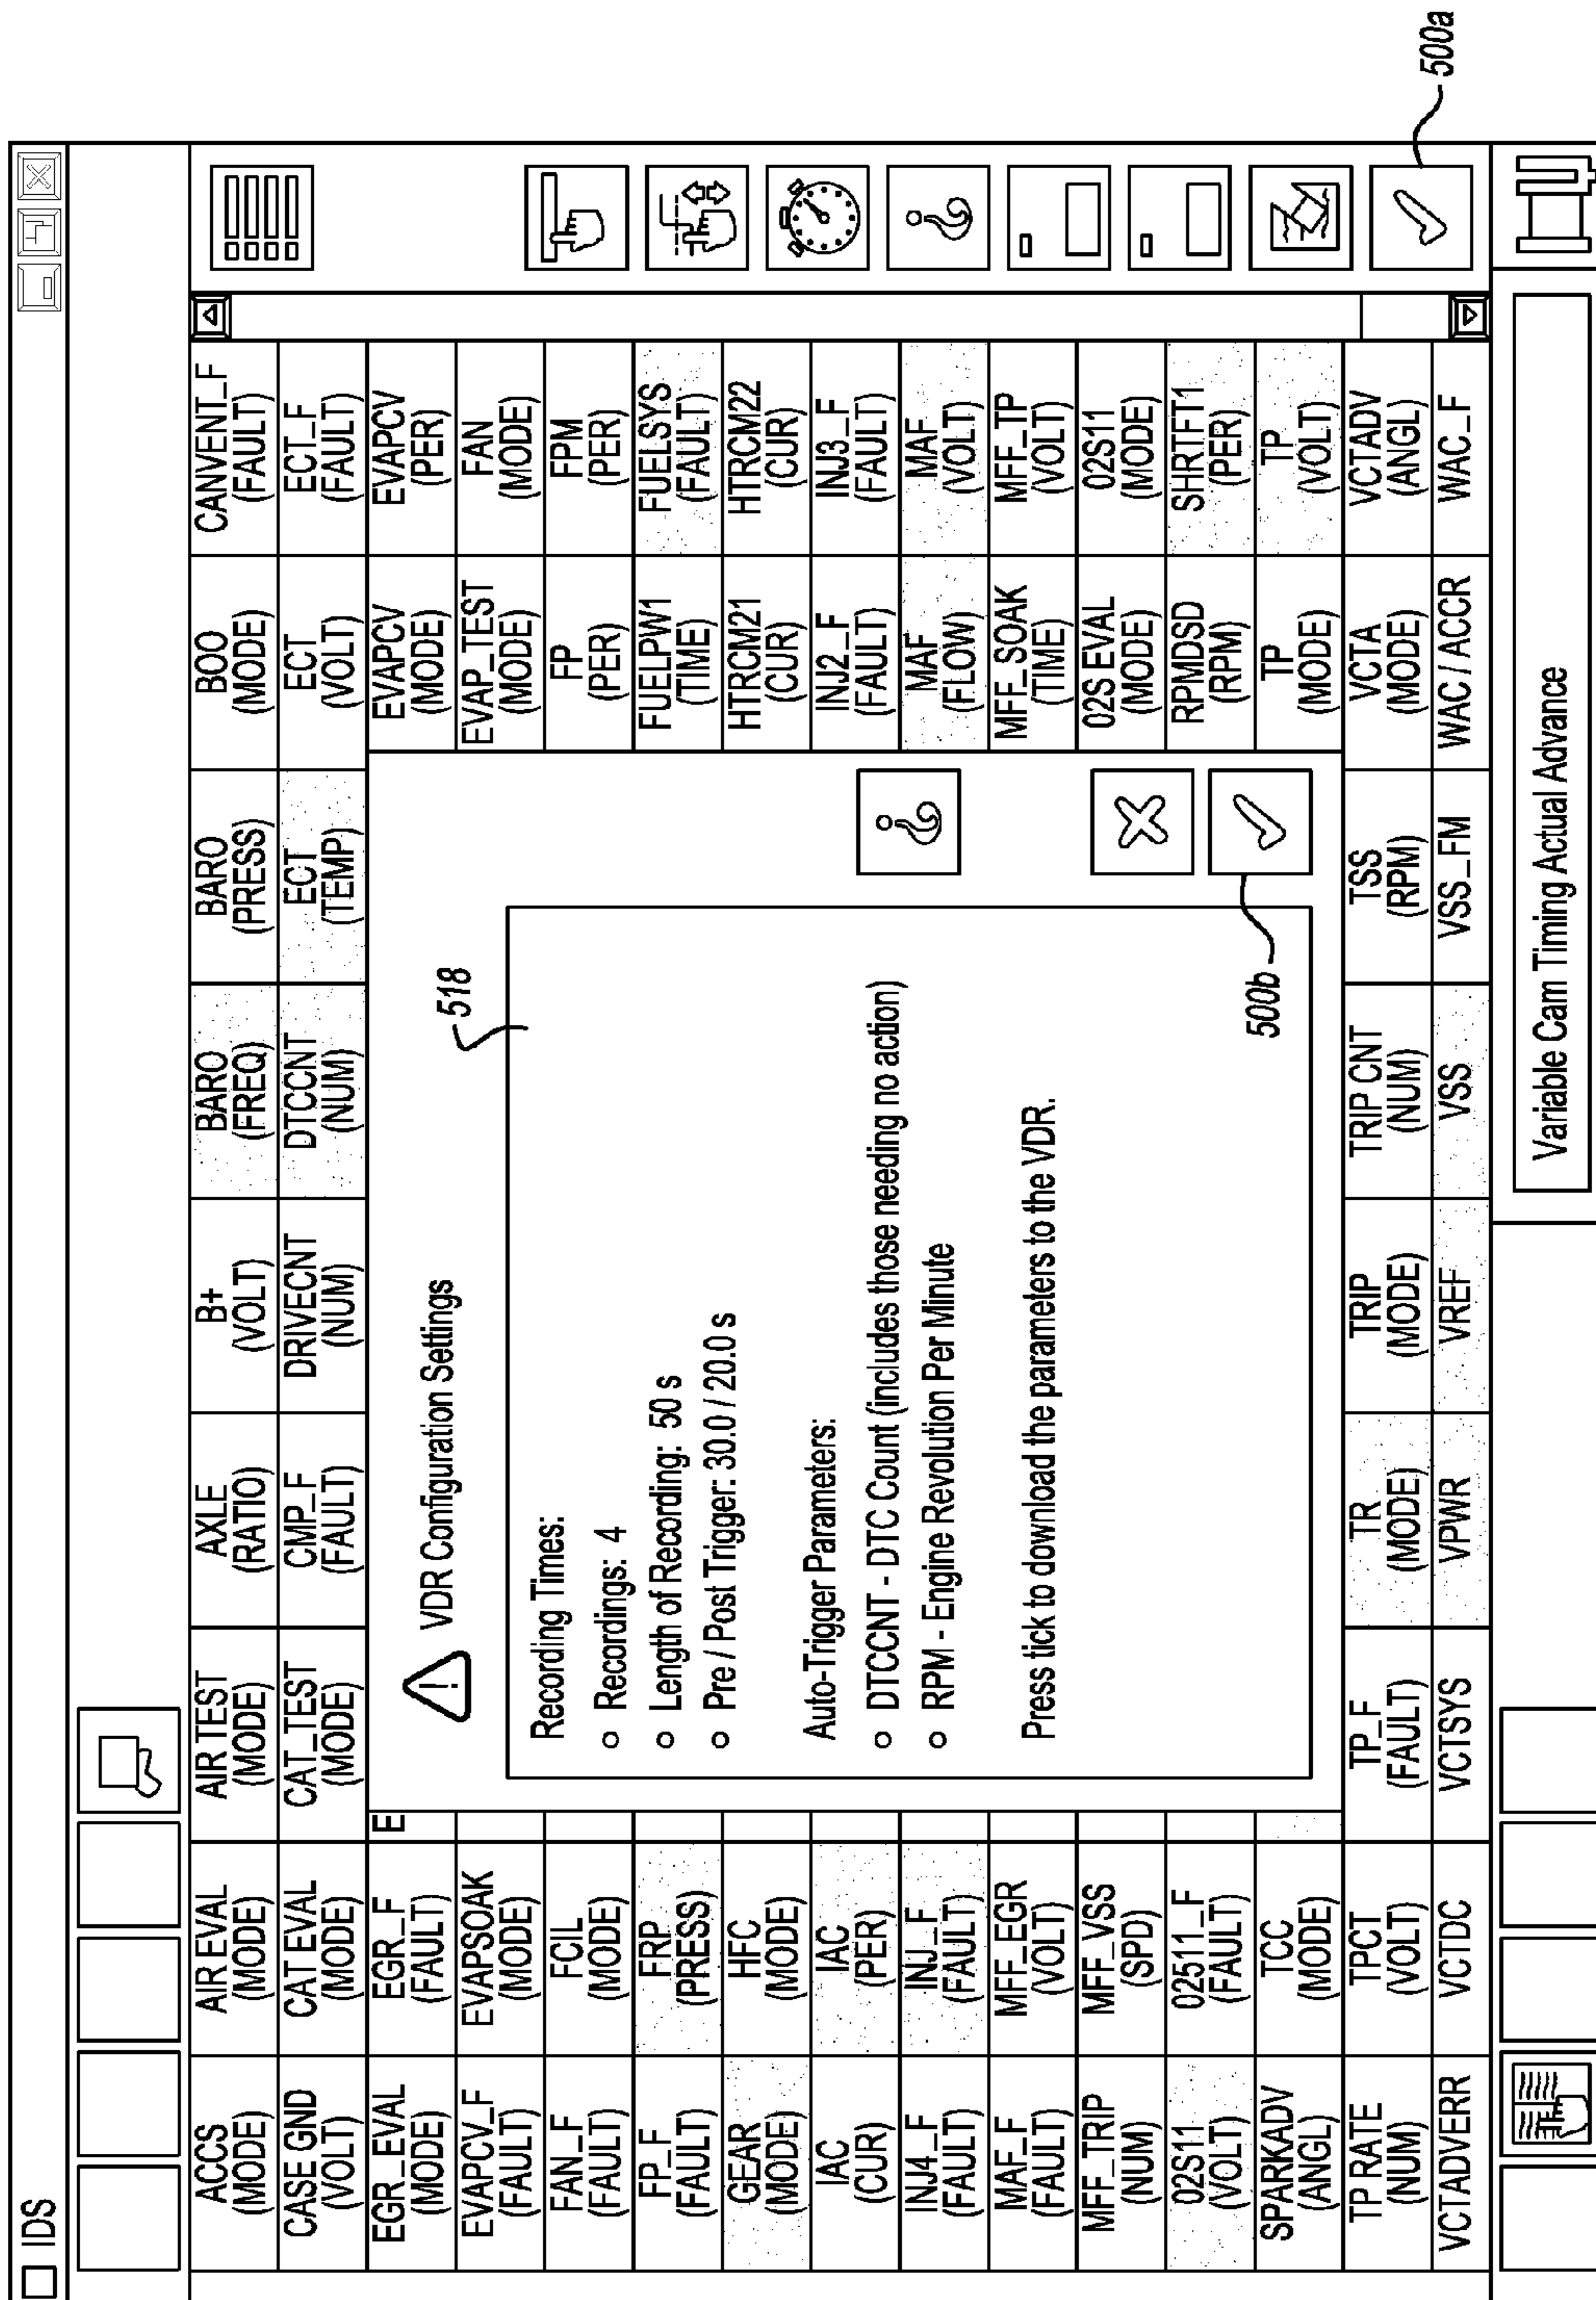 IDS
ACCS AIR EVAL AIR TEST AXLE B+ BARO BARO BOO CANVENT_F
(MODE) (MODE) (MODE) (RATIO) (VOLT) (FREQ) (PRESS) (MODE) (FAULT)
CASE GND CAT EVAL CAT_TEST CMP_F DRIVECNT DTCCNT ECT ECT ECT_F
(VOLT) (MODE) (MODE) (FAULT) (NUM) (NUM) (TEMP) (VOLT) (FAULT)
EGR_EVAL EGR_F E EVAPCV EVAPCV
(MODE) (FAULT) (MODE) (PER)
EVAPCV_F EVAPSOAK EVAP_TEST FAN
(FAULT) (MODE) (MODE) (MODE)
FAN_F FCIL FP FPM
(FAULT) (MODE) (PER) (PER)
FP_F FRP FUELPW1 FUELSYS
(FAULT) (PRESS) (TIME) (FAULT)
GEAR HFC HTRCM21 HTRCM22
(MODE) (MODE) (CUR) (CUR)
IAC IAC INJ2_F INJ3_F
(CUR) (PER) (FAULT) (FAULT)
INJ4_F INJ_F MAF MAF
(FAULT) (FAULT) (FLOW) (VOLT)
MAF_F MFF_EGR MFF_SOAK MFF_TP
(FAULT) (VOLT) (TIME) (VOLT)
MFF_TRIP MFF_VSS 02S EVAL 02S11
(NUM) (SPD) (MODE) (MODE)
02S11 02511_F RPMDSD SHRTFT1
(VOLT) (FAULT) (RPM) (PER)
SPARKADV TCC TP TP
(ANGL) (MODE) (MODE) (VOLT)
VDR Configuration Settings
518
Recording Times:
o Recordings: 4
o Length of Recording: 50 s
o Pre / Post Trigger: 30.0 / 20.0 s
Auto-Trigger Parameters:
o DTCCNT - DTC Count (includes those needing no action)
o RPM - Engine Revolution Per Minute
Press tick to download the parameters to the VDR.
500b
TP RATE TPCT TP_F TR TRIP TRIP CNT TSS VCTA VCTADV
(NUM) (VOLT) (FAULT) (MODE) (MODE) (NUM) (RPM) (MODE) (ANGL)
VCTADVERR VCTDC VCTSYS VPWR VREF VSS VSS_FM WAC / ACCR WAC_F
500a
Variable Cam Timing Actual Advance